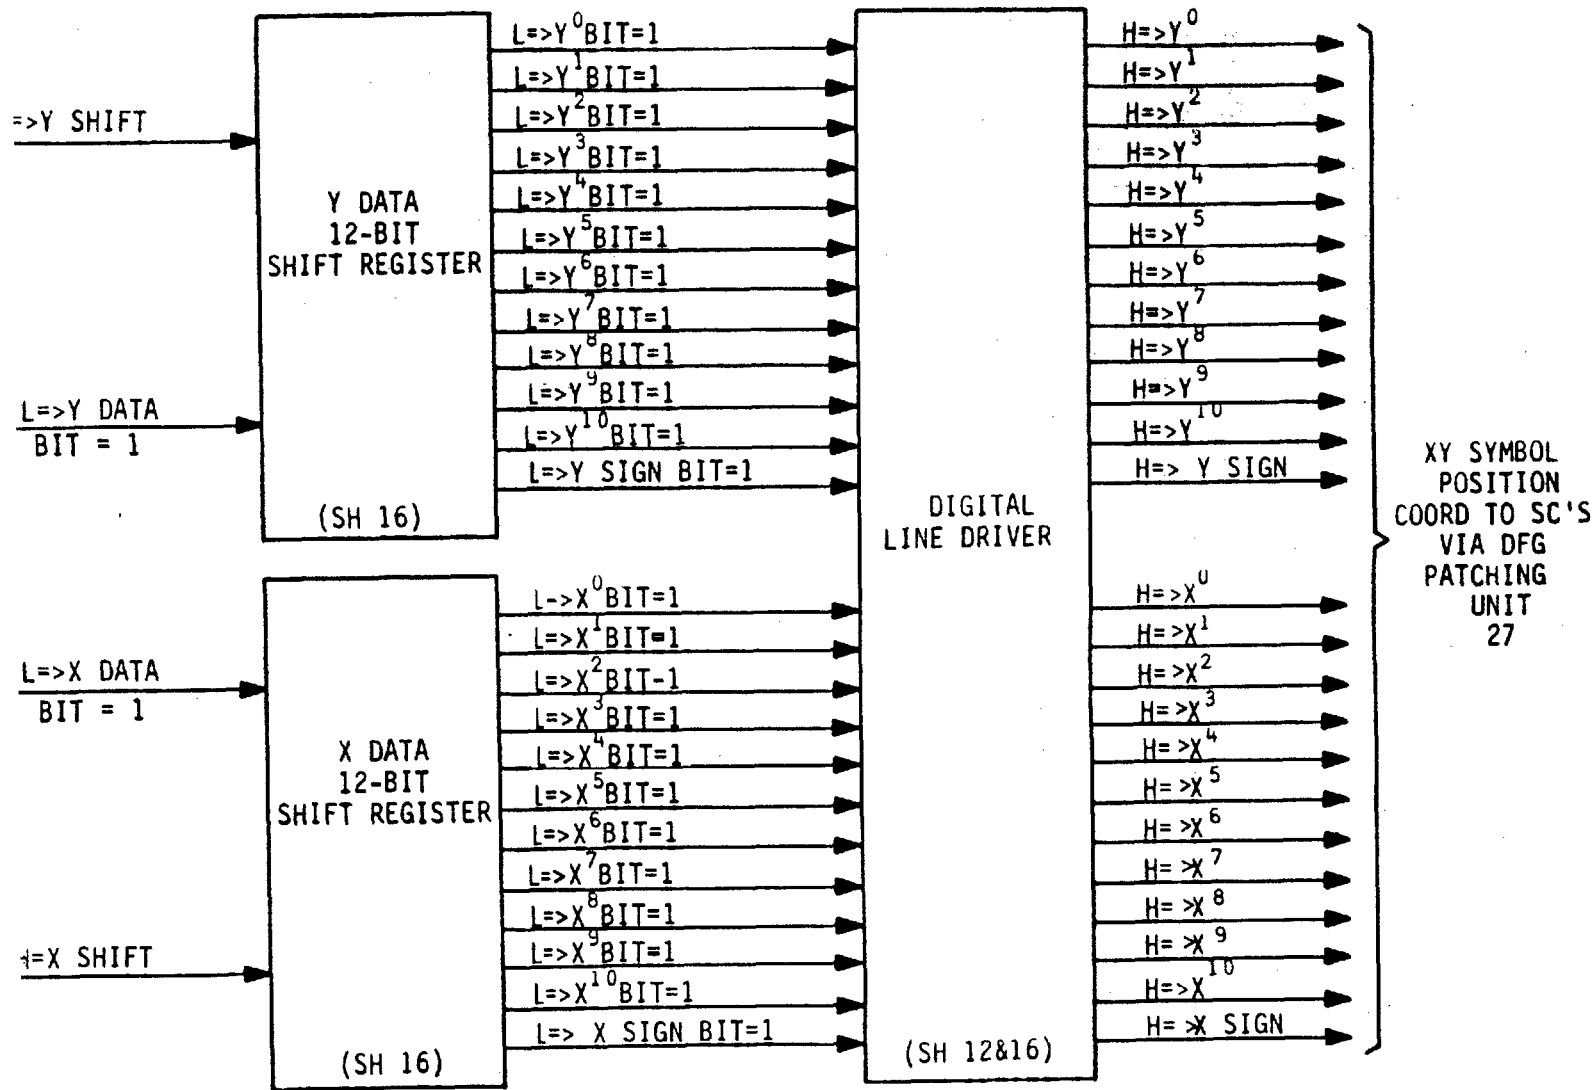 =>Y SHIFT
L=>Y DATA
BIT = 1
Y DATA
12-BIT
SHIFT REGISTER
(SH 16)
L=>Y⁰BIT=1
L=>Y¹BIT=1
L=>Y²BIT=1
L=>Y³BIT=1
L=>Y⁴BIT=1
L=>Y⁵BIT=1
L=>Y⁶BIT=1
L=>Y⁷BIT=1
L=>Y⁸BIT=1
L=>Y⁹BIT=1
L=>Y¹⁰BIT=1
L=>Y SIGN BIT=1
L=>X DATA
BIT = 1
=X SHIFT
X DATA
12-BIT
SHIFT REGISTER
(SH 16)
L->X⁰BIT=1
L=>X¹BIT=1
L=>X²BIT-1
L=>X³BIT=1
L=>X⁴BIT=1
L=>X⁵BIT=1
L=>X⁶BIT=1
L=>X⁷BIT=1
L=>X⁸BIT=1
L=>X⁹BIT=1
L=>X¹⁰BIT=1
L=> X SIGN BIT=1
DIGITAL
LINE DRIVER
(SH 12&16)
H=>Y⁰
H=>Y¹
H=>Y²
H=>Y³
H=>Y⁴
H=>Y⁵
H=>Y⁶
H=>Y⁷
H=>Y⁸
H=>Y⁹
H=>Y¹⁰
H=> Y SIGN
H=>X⁰
H=>X¹
H=>X²
H=>X³
H=>X⁴
H=>X⁵
H=>X⁶
H=>X⁷
H=>X⁸
H=>X⁹
H=>X¹⁰
H=>X SIGN
XY SYMBOL
POSITION
COORD TO SC'S
VIA DFG
PATCHING
UNIT
27